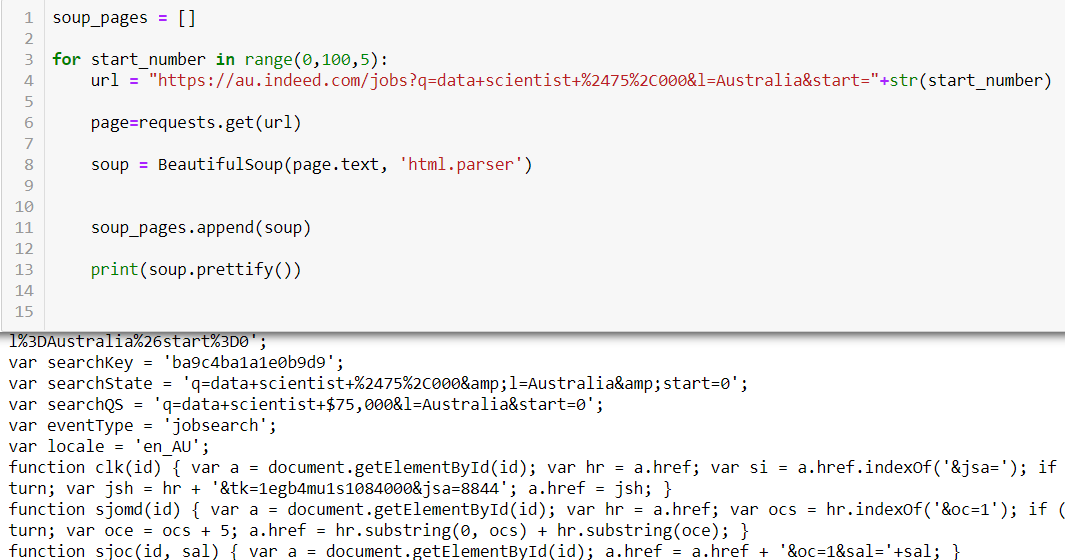 1 soup_pages = []
2
3 for start_number in range(0,100,5):
4 url = "https://au.indeed.com/jobs?q=data+scientist+%2475%2C000&l=Australia&start="+str(start_number)
5
6 page=requests.get(url)
7
8 soup = BeautifulSoup(page.text, 'html.parser')
9
10
11 soup_pages.append(soup)
12
13 print(soup.prettify())
14
15
l%3DAustralia%26start%3D0';
var searchKey = 'ba9c4ba1a1e0b9d9';
var searchState = 'q=data+scientist+%2475%2C000&amp;l=Australia&amp;start=0';
var searchQS = 'q=data+scientist+$75,000&l=Australia&start=0';
var eventType = 'jobsearch';
var locale = 'en_AU';
function clk(id) { var a = document.getElementById(id); var hr = a.href; var si = a.href.indexOf('&jsa='); if
turn; var jsh = hr + '&tk=1egb4mu1s1084000&jsa=8844'; a.href = jsh; }
function sjomd(id) { var a = document.getElementById(id); var hr = a.href; var ocs = hr.indexOf('&oc=1'); if (
turn; var oce = ocs + 5; a.href = hr.substring(0, ocs) + hr.substring(oce); }
function sjoc(id, sal) { var a = document.getElementById(id); a.href = a.href + '&oc=1&sal='+sal; }